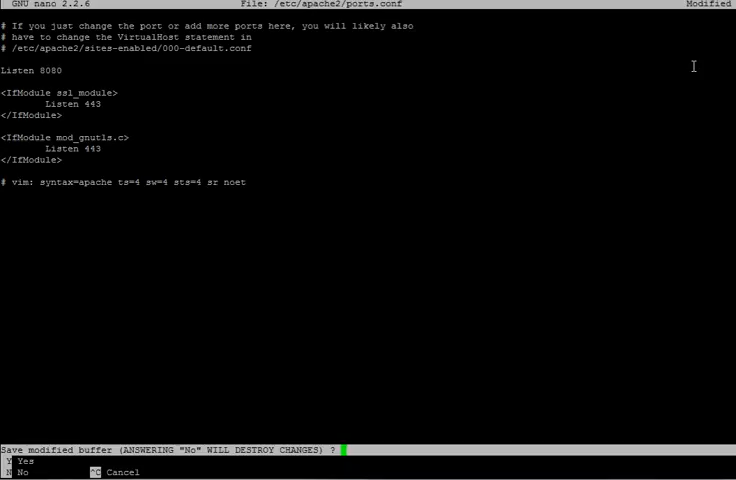 GNU nano 2.2.6 File: /etc/apache2/ports.conf Modified
# If you just change the port or add more ports here, you will likely also
# have to change the VirtualHost statement in
# /etc/apache2/sites-enabled/000-default.conf
Listen 8080
<IfModule ssl_module>
Listen 443
</IfModule>
<IfModule mod_gnutls.c>
Listen 443
</IfModule>
# vim: syntax=apache ts=4 sw=4 sts=4 sr noet
Save modified buffer (ANSWERING "No" WILL DESTROY CHANGES) ?
Y Yes
N No ^C Cancel